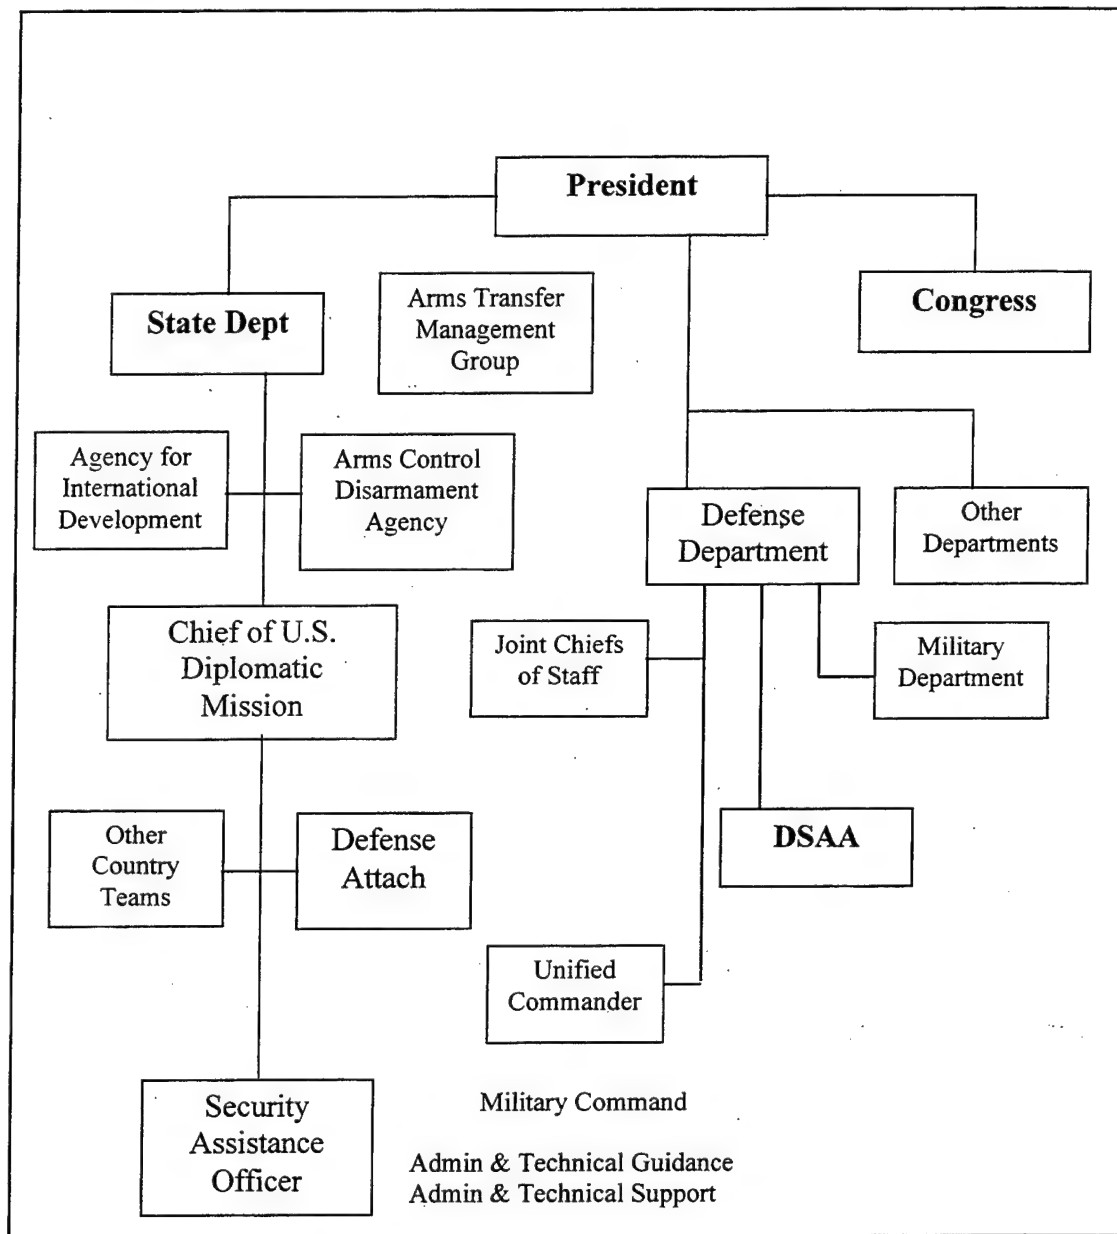 President
State Dept
Arms Transfer
Management
Group
Congress
Agency for
International
Development
Arms Control
Disarmament
Agency
Defense
Department
Other
Departments
Chief of U.S.
Diplomatic
Mission
Joint Chiefs
of Staff
Military
Department
Other
Country
Teams
Defense
Attach
DSAA
Unified
Commander
Security
Assistance
Officer
Military Command
Admin & Technical Guidance
Admin & Technical Support